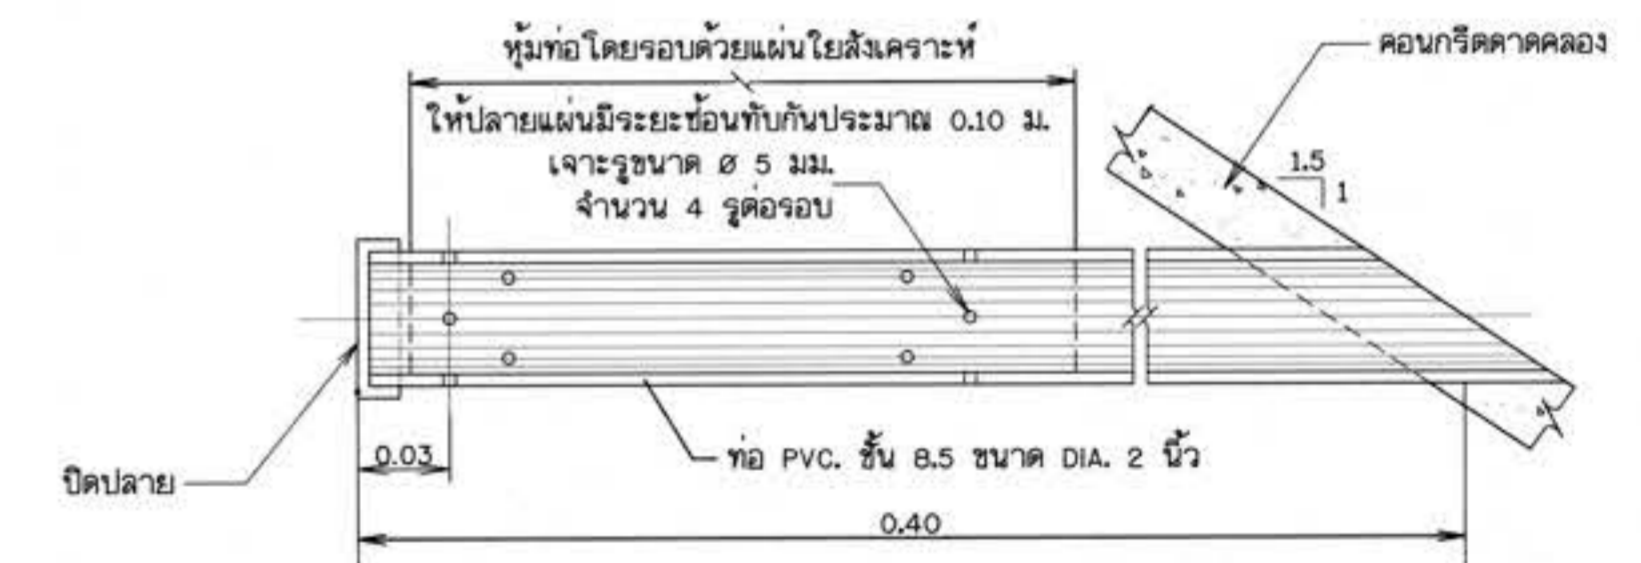 หุ้มท่อโดยรอบด้วยแผ่นใยสังเคราะห์
คอนกรีตดาดคลอง
ให้ปลายแผ่นมีระยะซ้อนทับกันประมาณ 0.10 ม.
เจาะรูขนาด Ø 5 มม.
จำนวน 4 รูต่อรอบ
1.5
1
0.03
ท่อ PVC. ชั้น 8.5 ขนาด DIA. 2 นิ้ว
ปิดปลาย
0.40